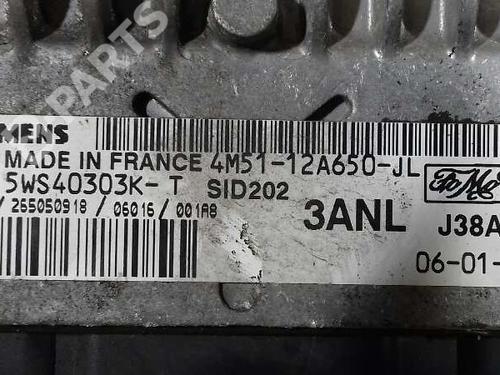 MENS
MADE IN FRANCE 4M51-12A650-JL
5WS40303K-T SID202
/ 265050918 / 06016 / 001A8
3ANL J38A
06-01-
PARTS